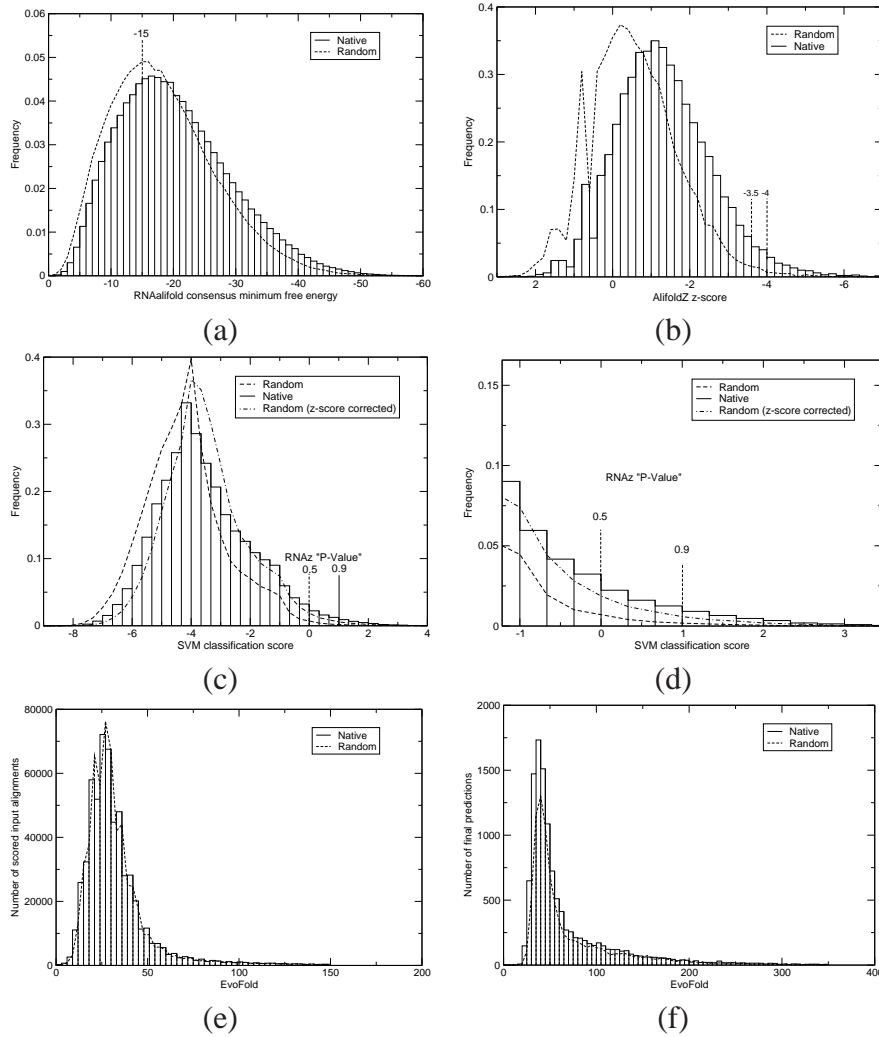 0.06
0.05
0.04
0.03
0.02
0.01
0
Frequency
-15
Native
Random
0 -10 -20 -30 -40 -50 -60
RNAalifold consensus minimum free energy
(a)
0.4
0.3
0.2
0.1
0
Frequency
Random
Native
-3.5 -4
2 0 -2 -4 -6
AlifoldZ z-score
(b)
0.4
0.3
0.2
0.1
0
Frequency
Random
Native
Random (z-score corrected)
RNAz "P-Value"
0.5 0.9
-8 -6 -4 -2 0 2 4
SVM classification score
(c)
0.15
0.1
0.05
0
Frequency
Random
Native
Random (z-score corrected)
RNAz "P-Value"
0.5
0.9
-1 0 1 2 3
SVM classification score
(d)
80000
60000
40000
20000
0
Number of scored input alignments
Native
Random
0 50 100 150 200
EvoFold
(e)
2000
1500
1000
500
0
Number of final predictions
Native
Random
0 100 200 300 400
EvoFold
(f)